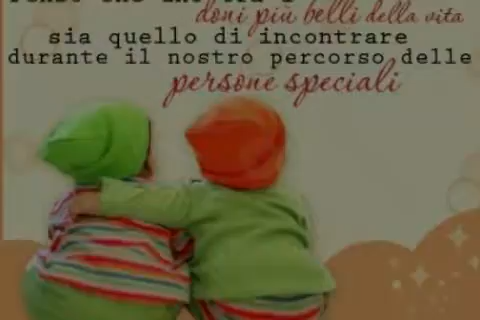 doni più belli della vita
sia quello di incontrare
durante il nostro percorso delle
persone speciali